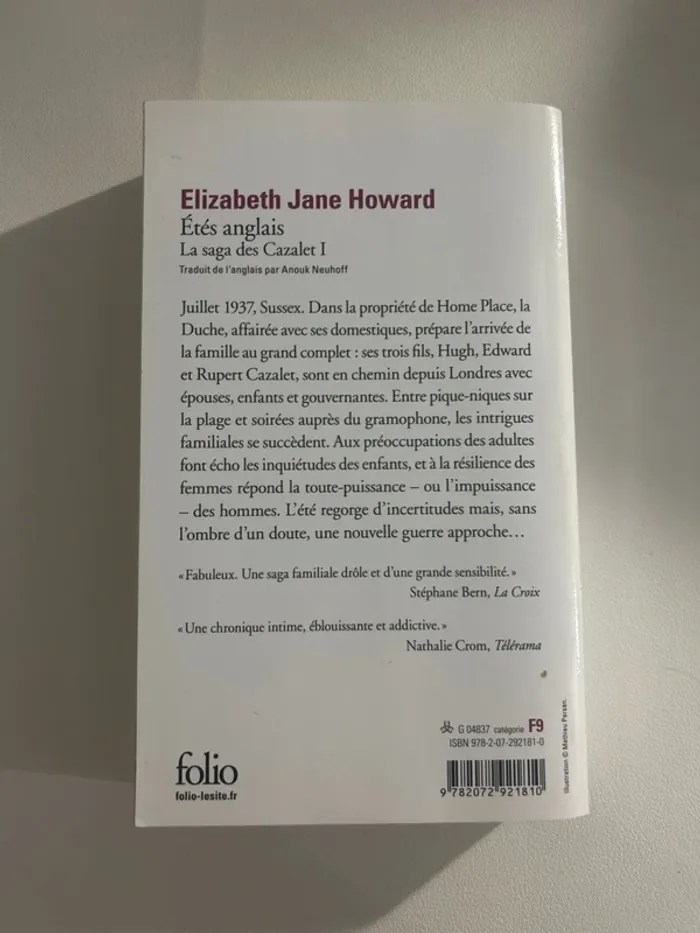 Elizabeth Jane Howard
Étés anglais
La saga des Cazalet I
Traduit de l'anglais par Anouk Neuhoff
Juillet 1937, Sussex. Dans la propriété de Home Place, la
Duche, affairée avec ses domestiques, prépare l'arrivée de
la famille au grand complet : ses trois fils, Hugh, Edward
et Rupert Cazalet, sont en chemin depuis Londres avec
épouses, enfants et gouvernantes. Entre pique-niques sur
la plage et soirées auprès du gramophone, les intrigues
familiales se succèdent. Aux préoccupations des adultes
font écho les inquiétudes des enfants, et à la résilience des
femmes répond la toute-puissance – ou l'impuissance
– des hommes. L'été regorge d'incertitudes mais, sans
l'ombre d'un doute, une nouvelle guerre approche…
« Fabuleux. Une saga familiale drôle et d'une grande sensibilité. »
Stéphane Bern, La Croix
« Une chronique intime, éblouissante et addictive. »
Nathalie Crom, Télérama
G 04837 catégorie F9
ISBN 978-2-07-292181-0
9 782072 921810
folio
folio-lesite.fr
Illustration © Mathieu Persan.